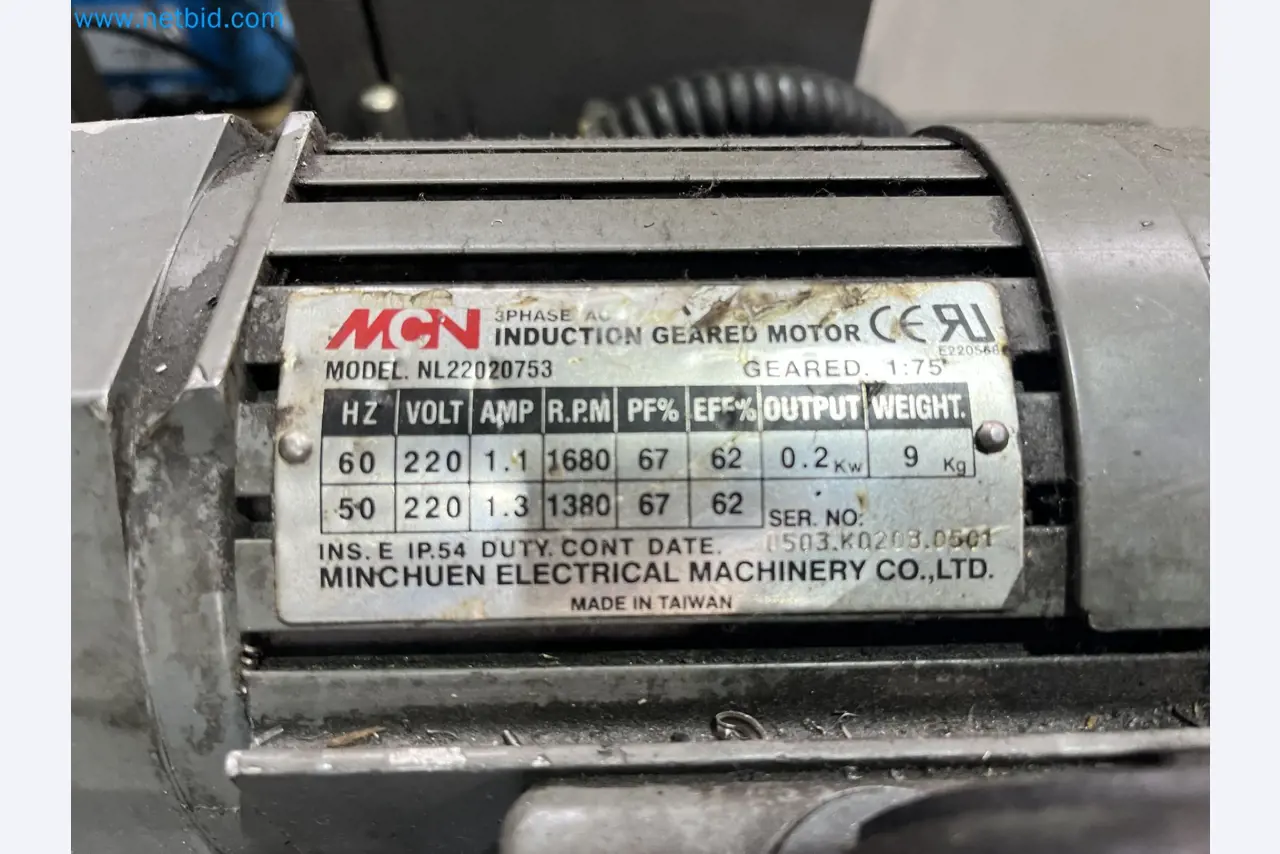 www.netbid.com
MCN
3PHASE AC
INDUCTION GEARED MOTOR CE
MODEL. NL22020753 GEARED. 1:75
HZ VOLT AMP R.P.M PF% EFF% OUTPUT WEIGHT.
60 220 1.1 1680 67 62 0.2 Kw 9 Kg
50 220 1.3 1380 67 62
SER. NO:
INS. E IP.54 DUTY. CONT DATE.
MINCHUEN ELECTRICAL MACHINERY CO.,LTD.
MADE IN TAIWAN